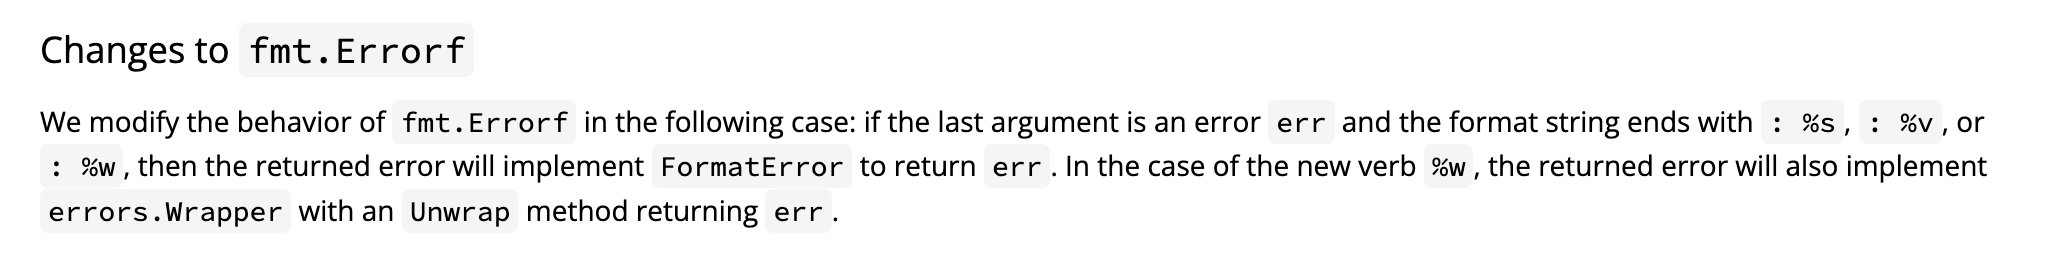 Changes to fmt.Errorf
We modify the behavior of fmt.Errorf in the following case: if the last argument is an error err and the format string ends with : %s, : %v, or
: %w, then the returned error will implement FormatError to return err. In the case of the new verb %w, the returned error will also implement
errors.Wrapper with an Unwrap method returning err.